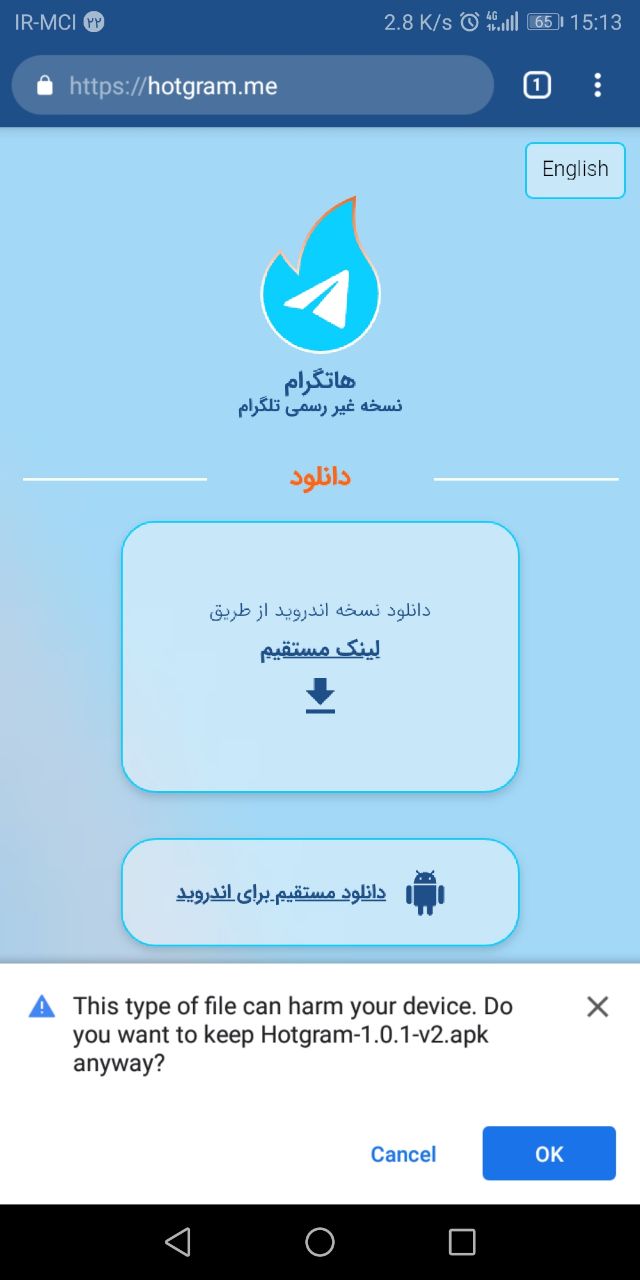 IR-MCI ۲۲ 2.8 K/s 4G 65 15:13
https://hotgram.me 1
English
هاتگرام
نسخه غیر رسمی تلگرام
دانلود
دانلود نسخه اندروید از طریق
لینک مستقیم
دانلود مستقیم برای اندروید
This type of file can harm your device. Do
you want to keep Hotgram-1.0.1-v2.apk
anyway?
Cancel OK